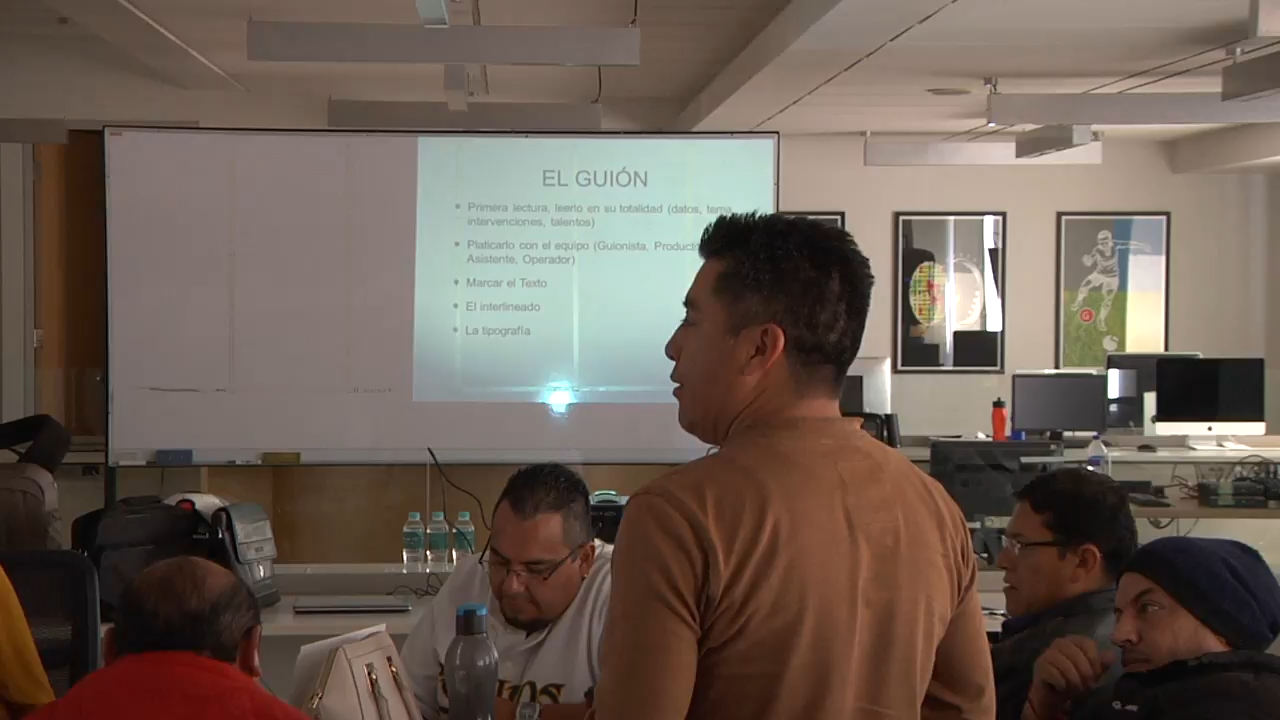 EL GUIÓN
Primera lectura, leerlo en su totalidad (datos, tema
intervenciones, talentos)
Platicarlo con el equipo (Guionista,
Asistente, Operador)
Marcar el Texto
El interlineado
La tipografía
G